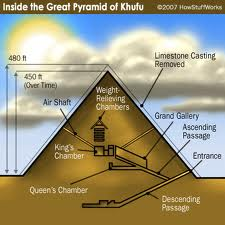 Inside the Great Pyramid of Khufu
©2007 HowStuffWorks
480 ft
450 ft
(Over Time)
Limestone Casting
Removed
Weight-
Relieving
Chambers
Air Shaft
Grand Gallery
Ascending
Passage
King's
Chamber
Entrance
Queen's Chamber
Descending
Passage